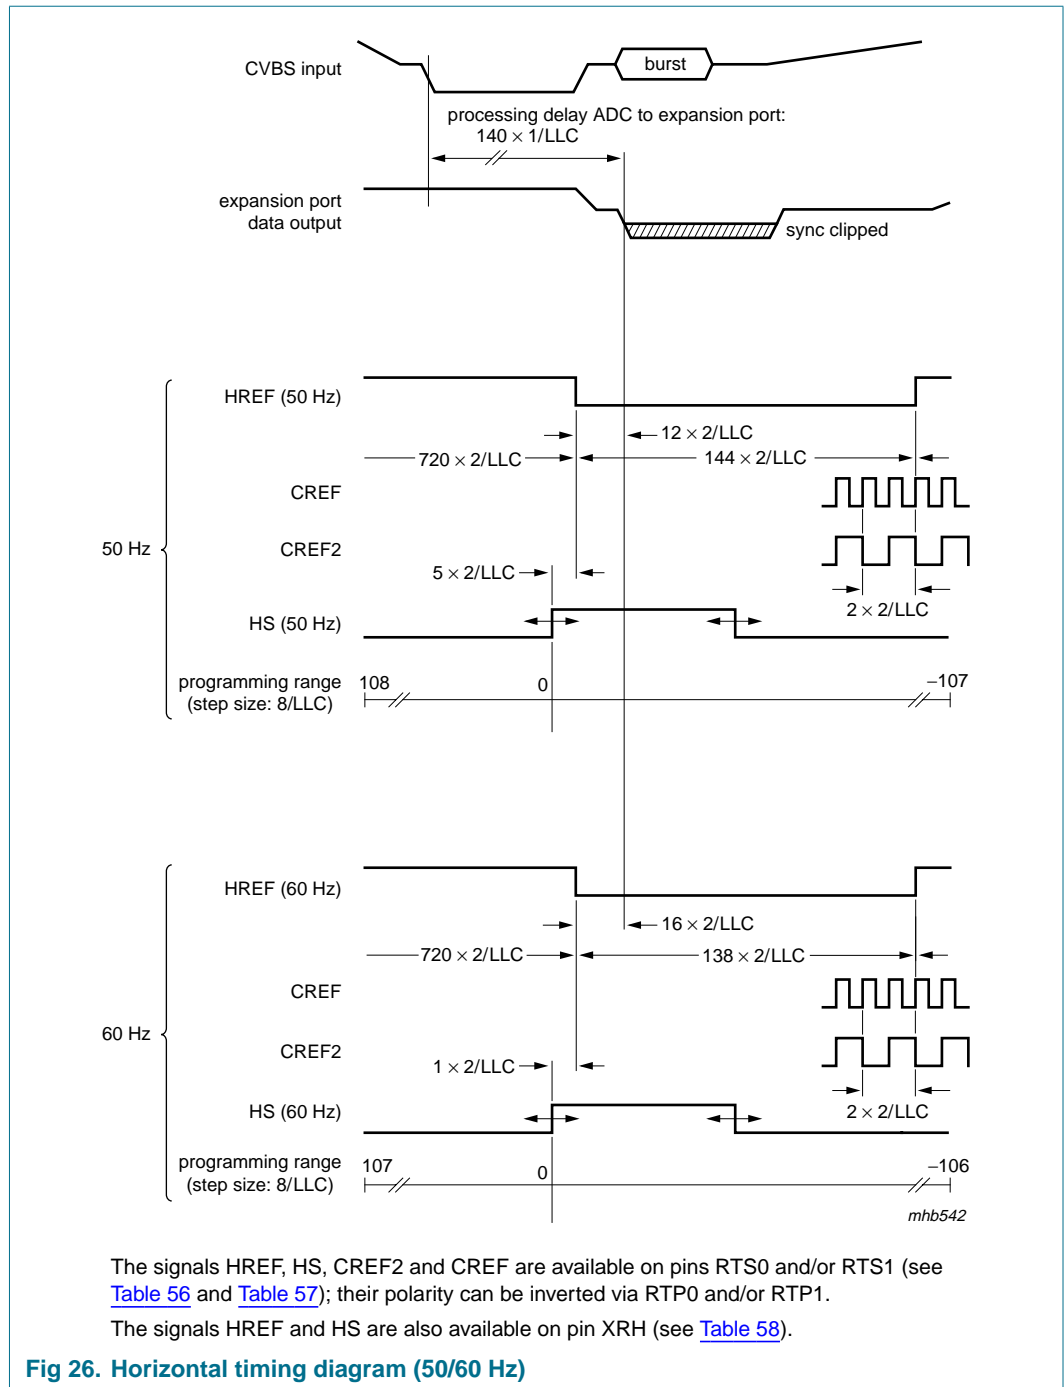 CVBS input
burst
processing delay ADC to expansion port:
140 × 1/LLC
expansion port
data output
sync clipped
HREF (50 Hz)
12 × 2/LLC
720 × 2/LLC
144 × 2/LLC
CREF
50 Hz
CREF2
5 × 2/LLC
2 × 2/LLC
HS (50 Hz)
programming range
(step size: 8/LLC)
108
0
−107
HREF (60 Hz)
16 × 2/LLC
720 × 2/LLC
138 × 2/LLC
CREF
60 Hz
CREF2
1 × 2/LLC
2 × 2/LLC
HS (60 Hz)
programming range
(step size: 8/LLC)
107
0
−106
mhb542
The signals HREF, HS, CREF2 and CREF are available on pins RTS0 and/or RTS1 (see
Table 56 and Table 57); their polarity can be inverted via RTP0 and/or RTP1.
The signals HREF and HS are also available on pin XRH (see Table 58).
Fig 26. Horizontal timing diagram (50/60 Hz)